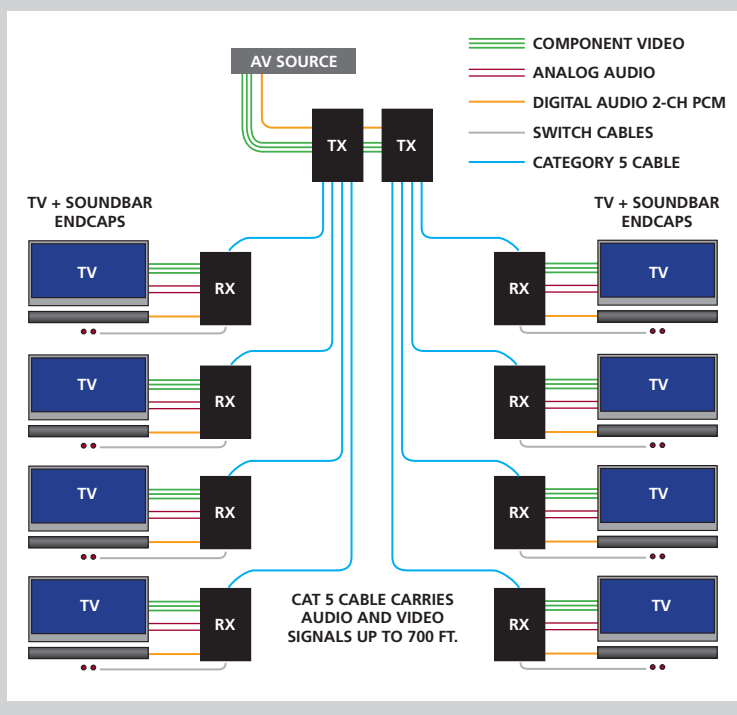 AV SOURCE
COMPONENT VIDEO
ANALOG AUDIO
DIGITAL AUDIO 2-CH PCM
SWITCH CABLES
CATEGORY 5 CABLE
TX
TX
TV + SOUNDBAR
ENDCAPS
TV + SOUNDBAR
ENDCAPS
TV
RX
RX
TV
TV
RX
RX
TV
TV
RX
RX
TV
TV
RX
CAT 5 CABLE CARRIES
AUDIO AND VIDEO
SIGNALS UP TO 700 FT.
RX
TV